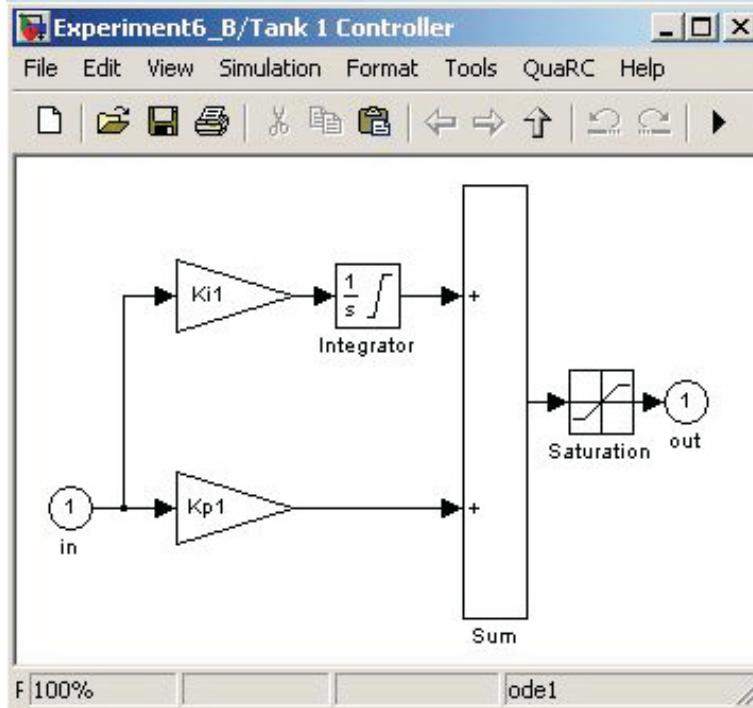 Experiment6_B/Tank 1 Controller
File Edit View Simulation Format Tools QuaRC Help
Ki1
1
s
Integrator
+
1
Saturation
out
1
in
Kp1
+
Sum
F 100% ode1